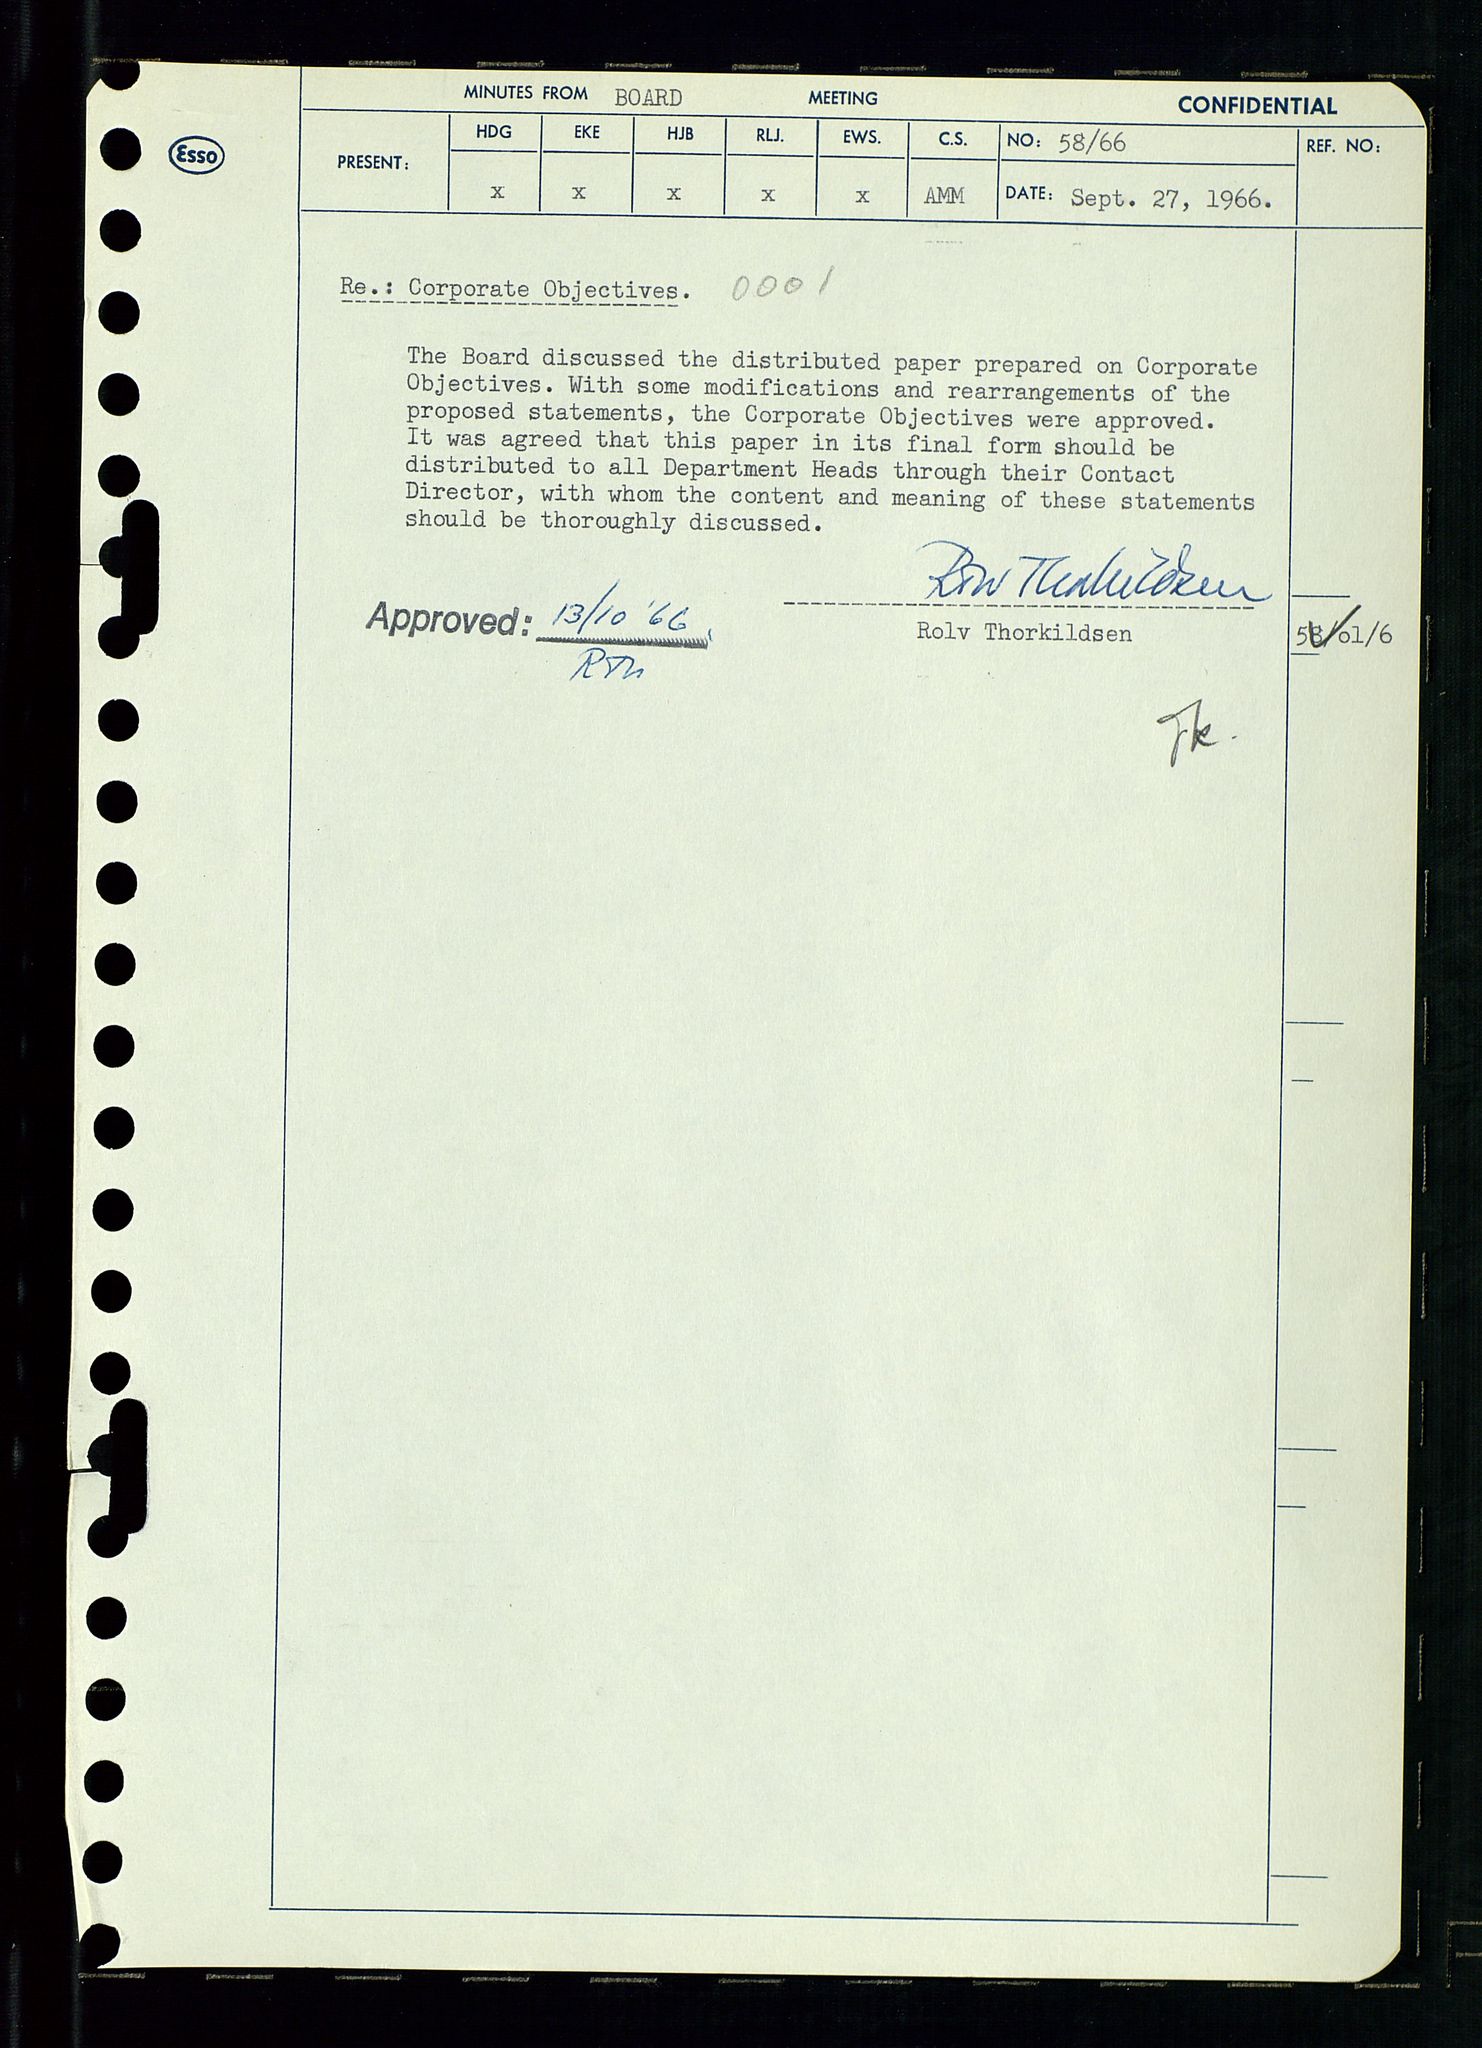 MINUTES FROM BOARD MEETING CONFIDENTIAL
Esso
PRESENT: HDG EKE HJB RLJ. EWS. C.S. NO: 58/66 REF. NO:
x x x x x AMM DATE: Sept. 27, 1966.
Re.: Corporate Objectives. 0001
The Board discussed the distributed paper prepared on Corporate
Objectives. With some modifications and rearrangements of the
proposed statements, the Corporate Objectives were approved.
It was agreed that this paper in its final form should be
distributed to all Department Heads through their Contact
Director, with whom the content and meaning of these statements
should be thoroughly discussed.
Approved: 13/10 '66
RTh
Rolv Thorkildsen
58/01/6